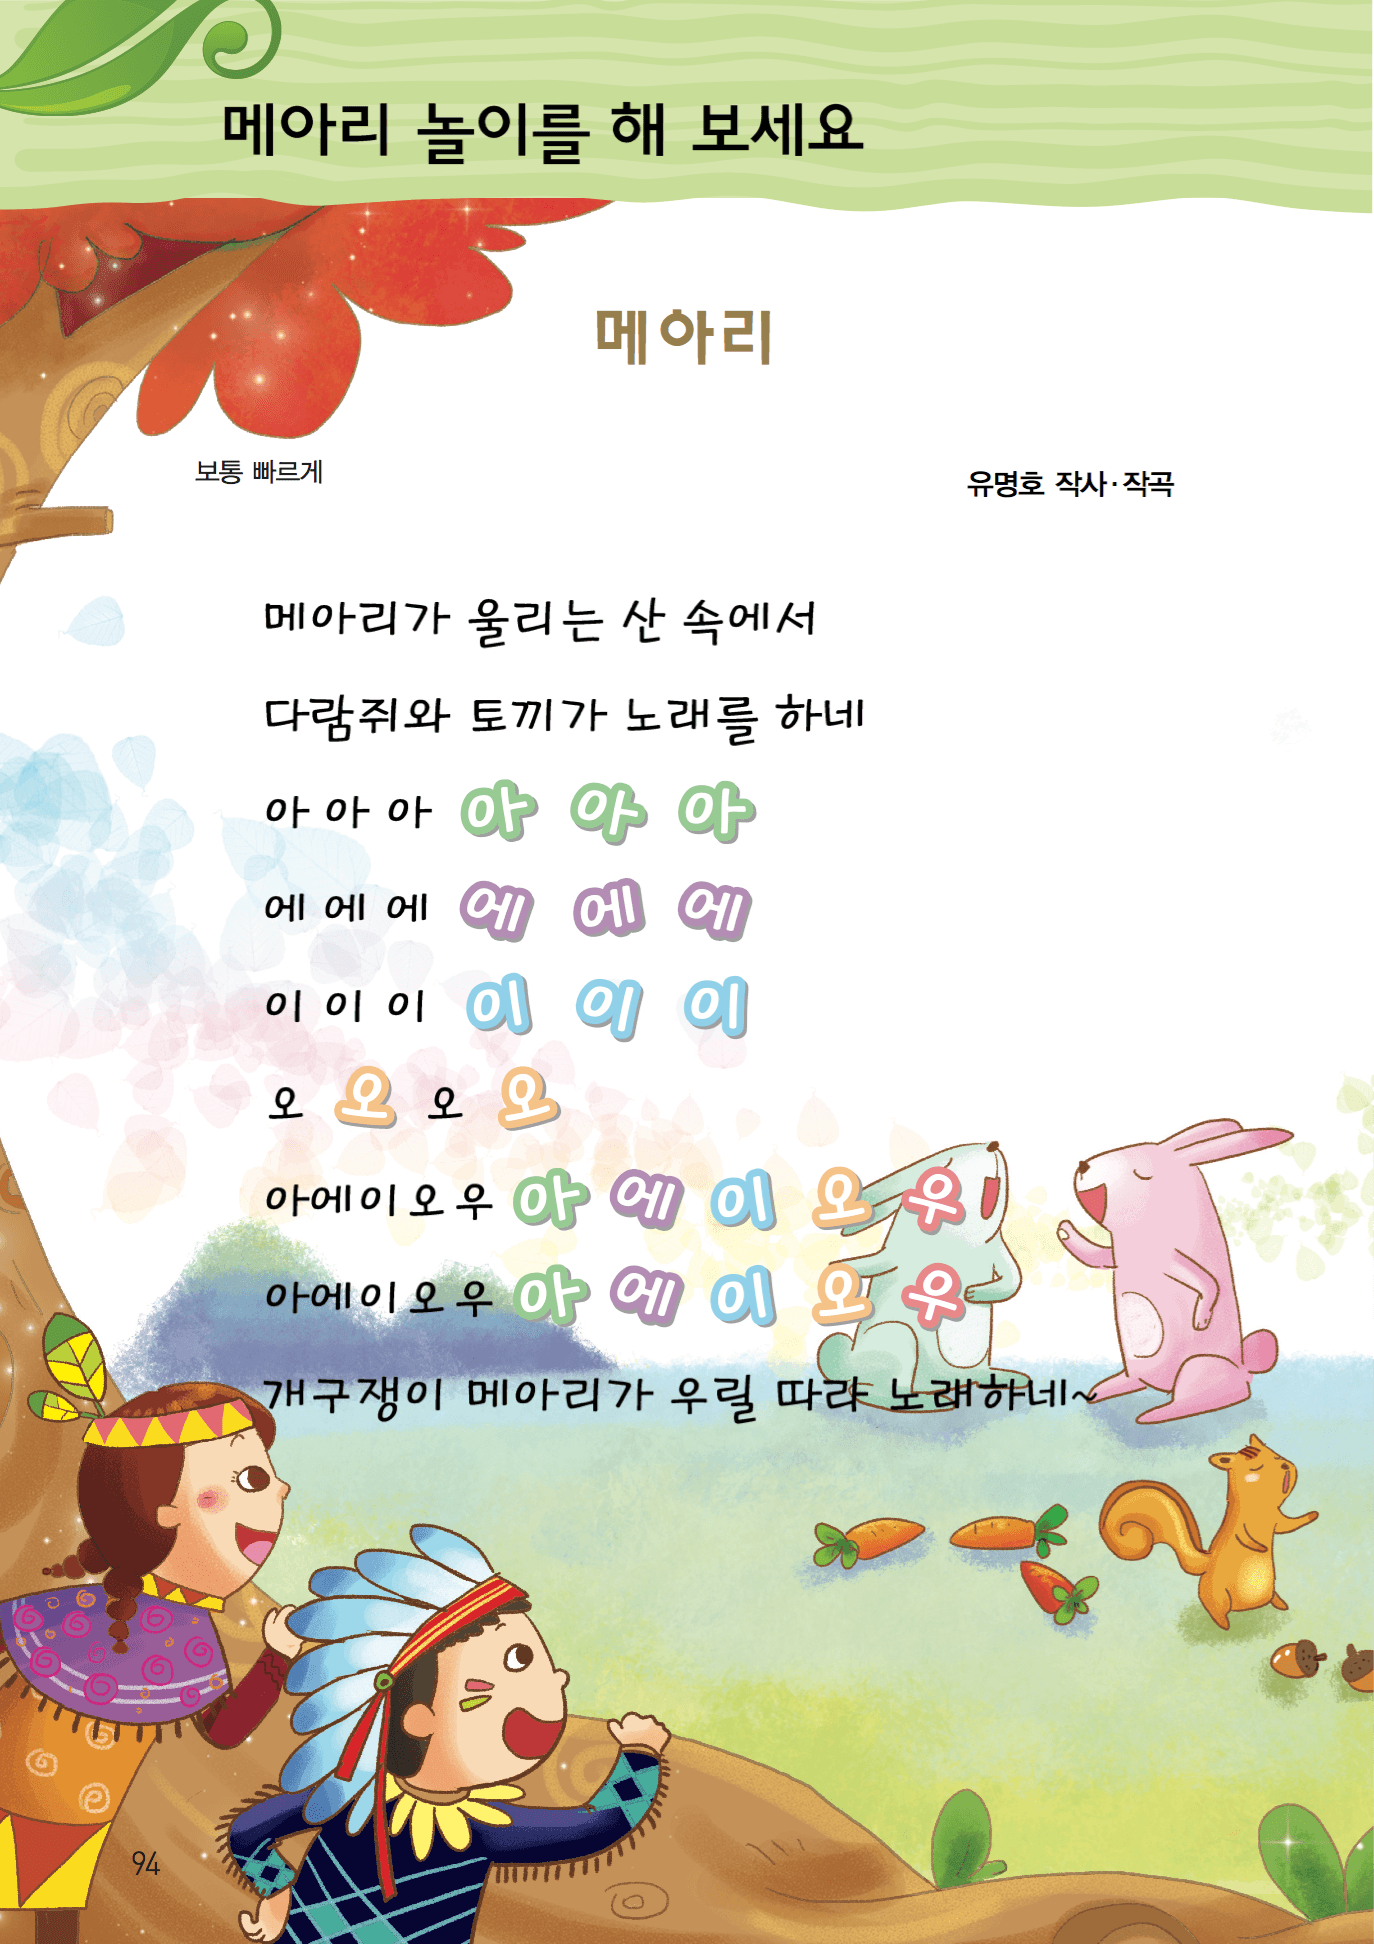 메아리 놀이를 해 보세요
메아리
보통 빠르게
유명호 작사·작곡
메아리가 울리는 산 속에서
다람쥐와 토끼가 노래를 하네
아 아 아 아 아 아
에 에 에 에 에 에
이 이 이 이 이 이
오 오 오 오
아에이오우 아 에 이 오 우
아에이오우 아 에 이 오 우
개구쟁이 메아리가 우릴 따라 노래하네~
94